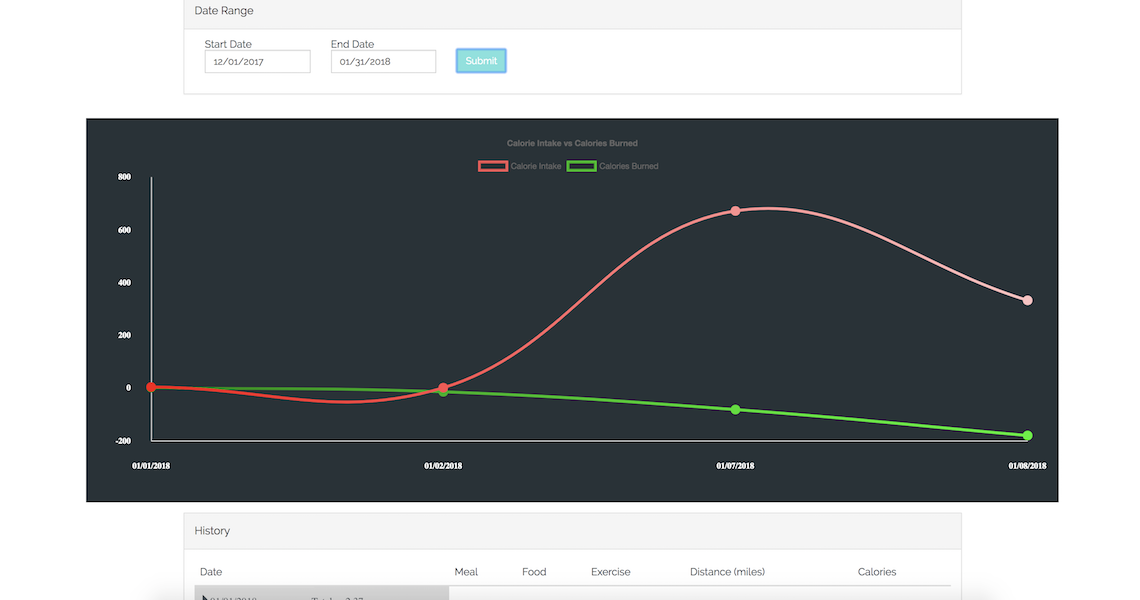 Date Range
Start Date End Date
12/01/2017 01/31/2018 Submit
Calorie Intake vs Calories Burned
Calorie Intake Calories Burned
800
600
400
200
0
-200
01/01/2018 01/02/2018 01/07/2018 01/08/2018
History
Date Meal Food Exercise Distance (miles) Calories